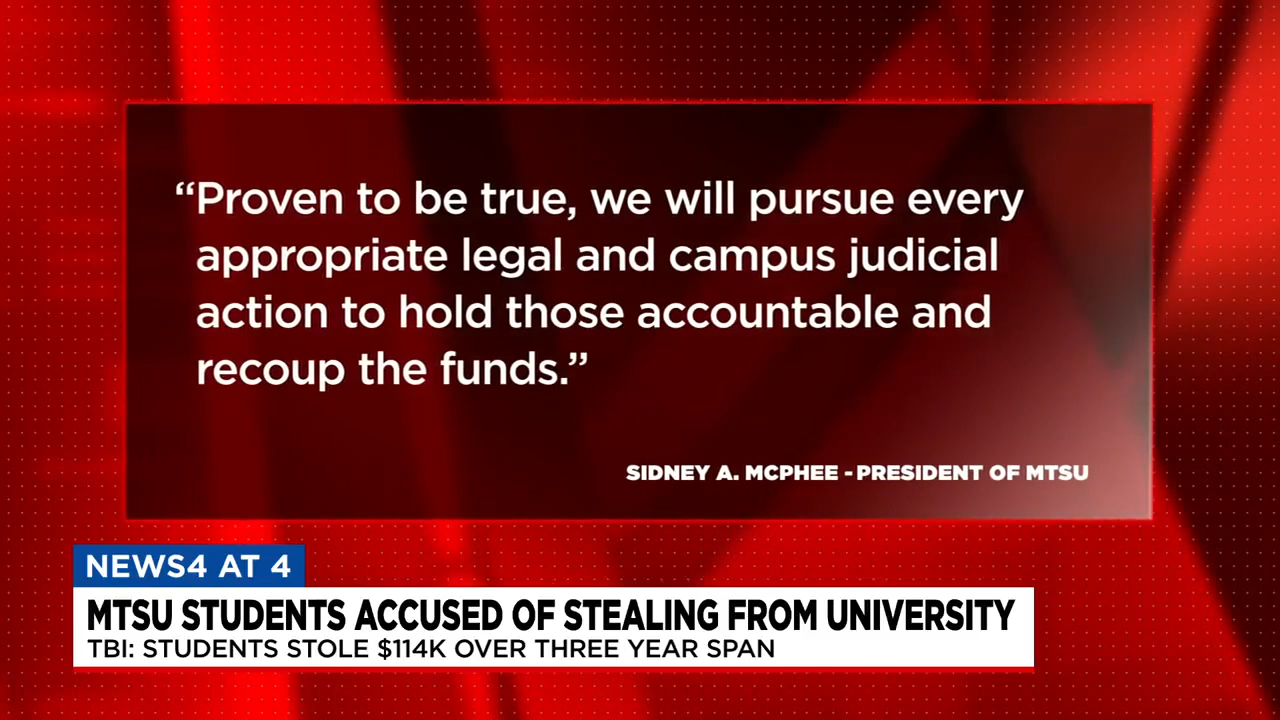 “Proven to be true, we will pursue every
appropriate legal and campus judicial
action to hold those accountable and
recoup the funds.”
SIDNEY A. MCPHEE - PRESIDENT OF MTSU
NEWS4 AT 4
MTSU STUDENTS ACCUSED OF STEALING FROM UNIVERSITY
TBI: STUDENTS STOLE $114K OVER THREE YEAR SPAN